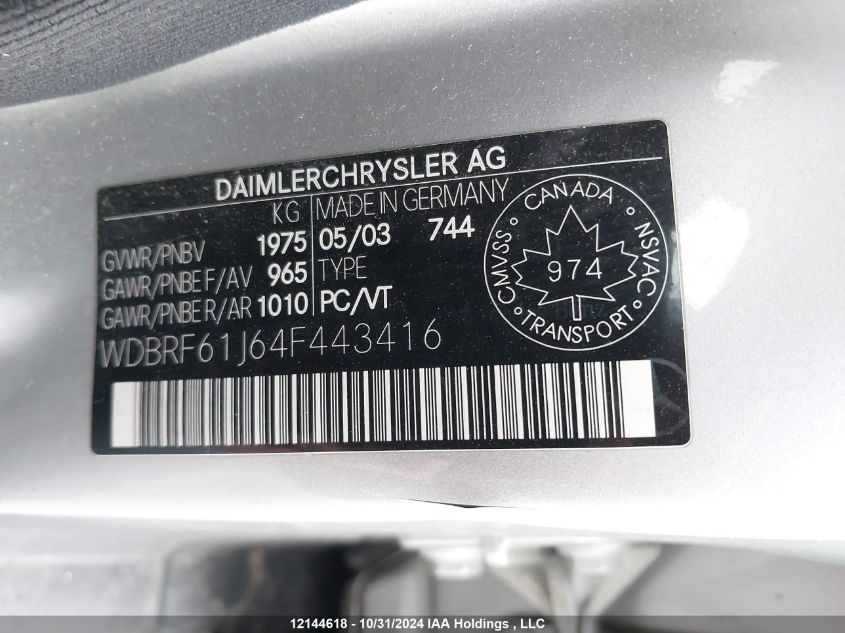 DAIMLERCHRYSLER AG
KG MADE IN GERMANY
GVWR/PNBV 1975 05/03 744
GAWR/PNBE F/AV 965 TYPE
GAWR/PNBE R/AR 1010 PC/VT
WDBRF61J64F443416
CANADA
CMVSS NSVAC
974
TRANSPORT
12144618 - 10/31/2024 IAA Holdings , LLC